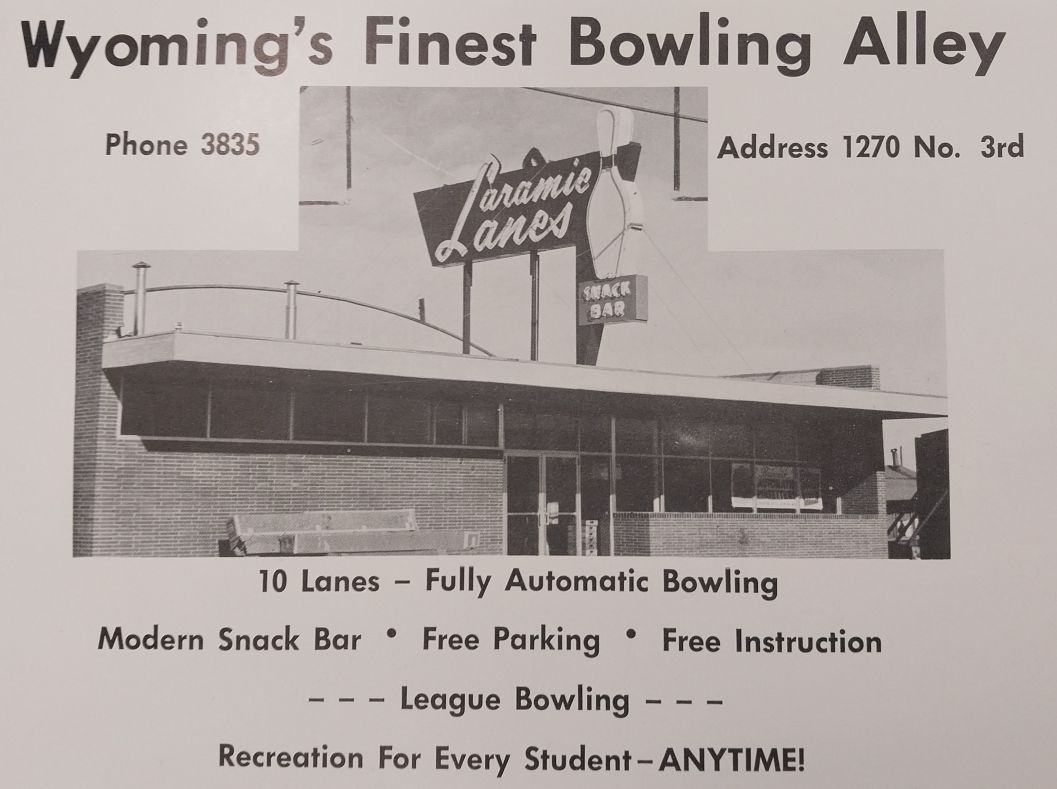 Wyoming's Finest Bowling Alley
Phone 3835
Address 1270 No. 3rd
Laramie
Lanes
SNACK
BAR
AUTOMATIC
10 Lanes – Fully Automatic Bowling
Modern Snack Bar • Free Parking • Free Instruction
– – – League Bowling – – –
Recreation For Every Student – ANYTIME!